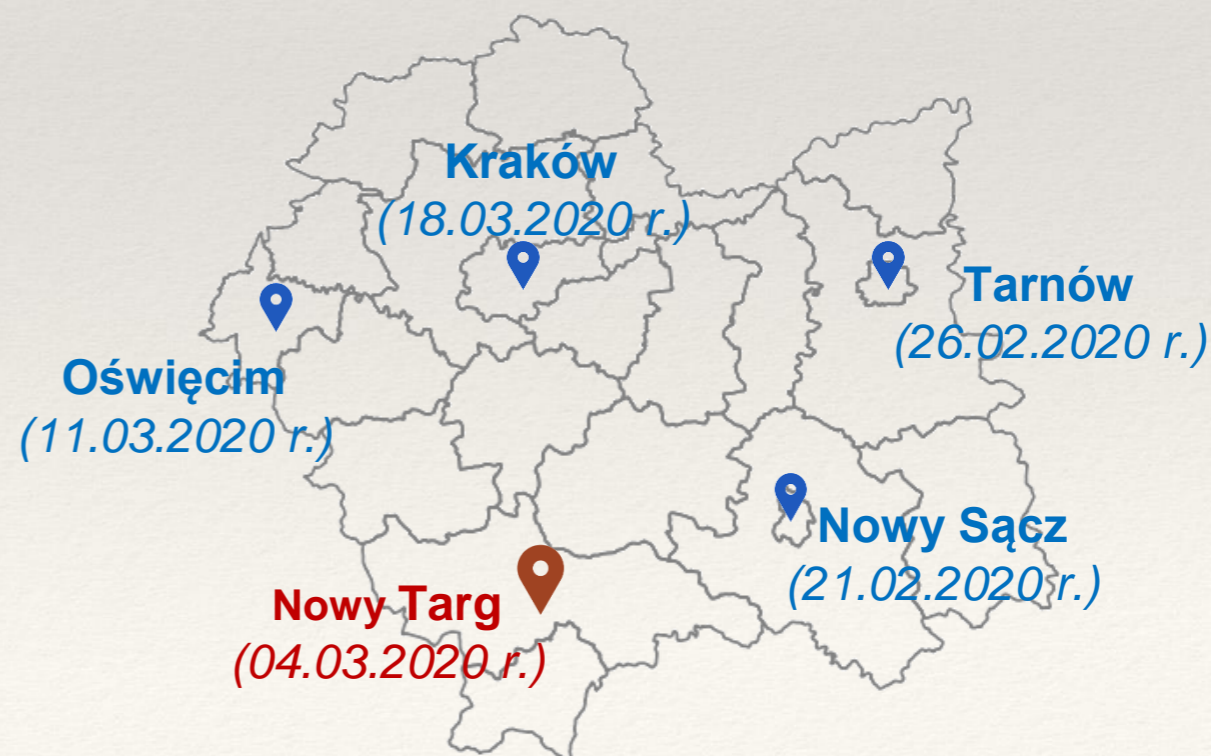 Kraków
(18.03.2020 r.)
Tarnów
(26.02.2020 r.)
Oświęcim
(11.03.2020 r.)
Nowy Sącz
(21.02.2020 r.)
Nowy Targ
(04.03.2020 r.)